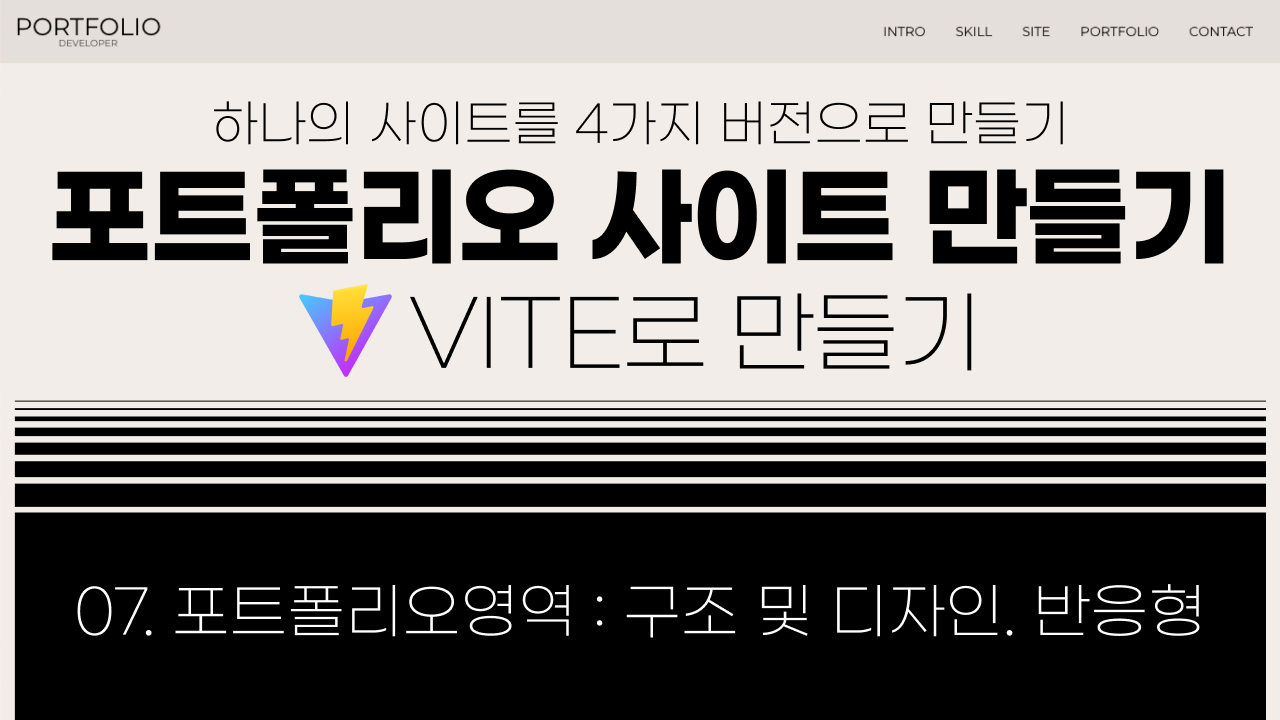 PORTFOLIO
DEVELOPER
INTRO SKILL SITE PORTFOLIO CONTACT
하나의 사이트를 4가지 버전으로 만들기
포트폴리오 사이트 만들기
VITE로 만들기
07. 포트폴리오영역 : 구조 및 디자인. 반응형